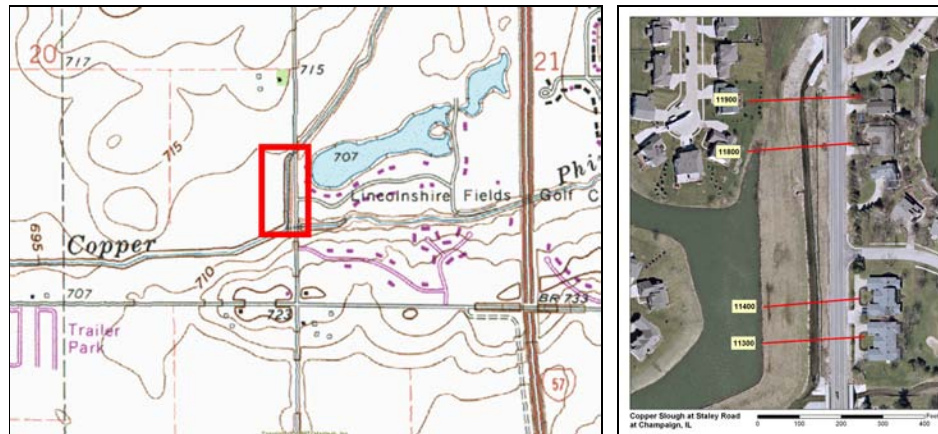 20
717
715
21
715
707
Phi
Lincolnshire Fields Golf C
Copper
695
710
707
BR 733
723
Trailer
Park
57
11900
11800
11400
11300
Copper Slough at Staley Road
at Champaign, IL
Feet
0 100 200 300 400